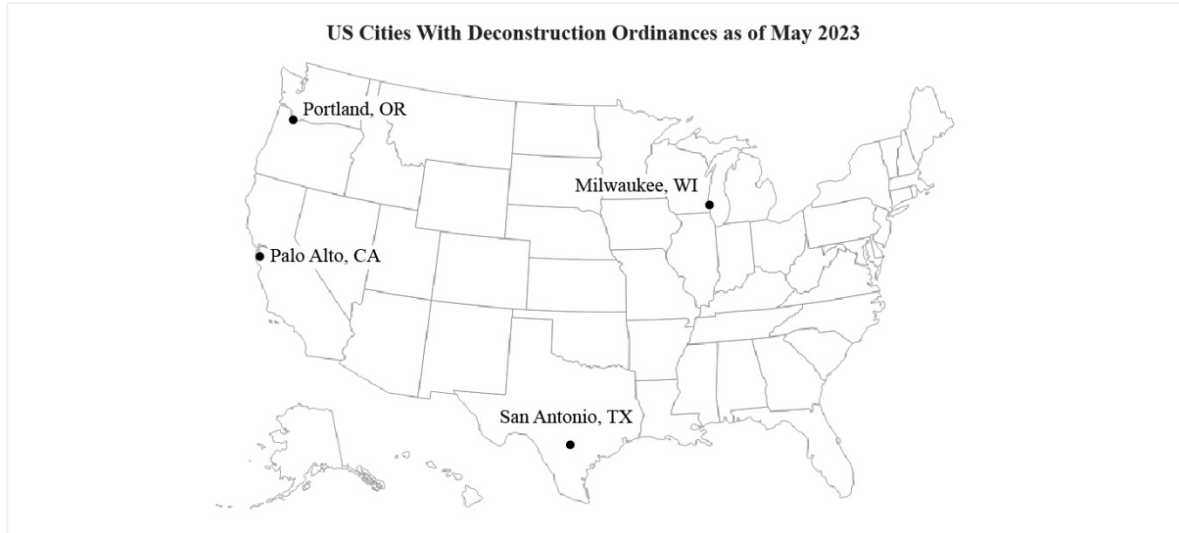 US Cities With Deconstruction Ordinances as of May 2023
Portland, OR
Milwaukee, WI
Palo Alto, CA
San Antonio, TX